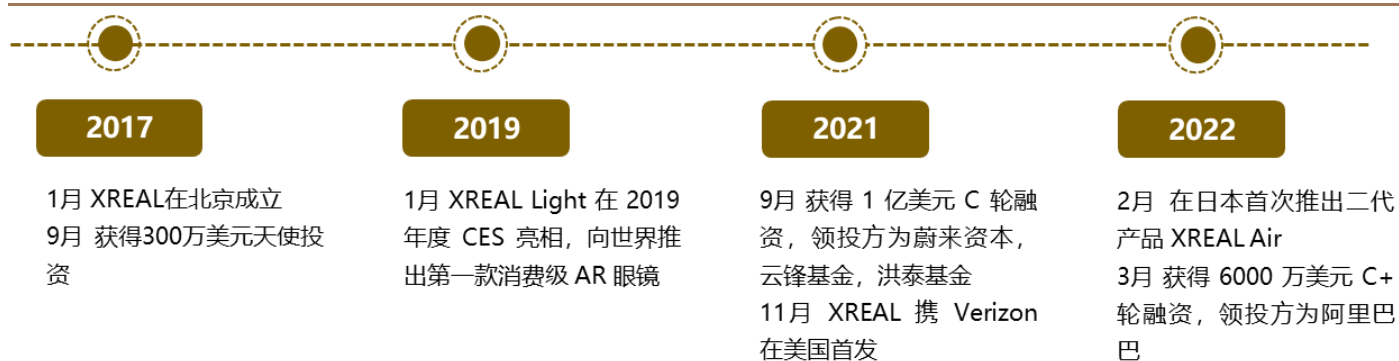 2017
1月 XREAL在北京成立
9月 获得300万美元天使投
资
2019
1月 XREAL Light 在 2019
年度 CES 亮相，向世界推
出第一款消费级 AR 眼镜
2021
9月 获得 1 亿美元 C 轮融
资，领投方为蔚来资本，
云锋基金，洪泰基金
11月 XREAL 携 Verizon
在美国首发
2022
2月 在日本首次推出二代
产品 XREAL Air
3月 获得 6000 万美元 C+
轮融资，领投方为阿里巴
巴